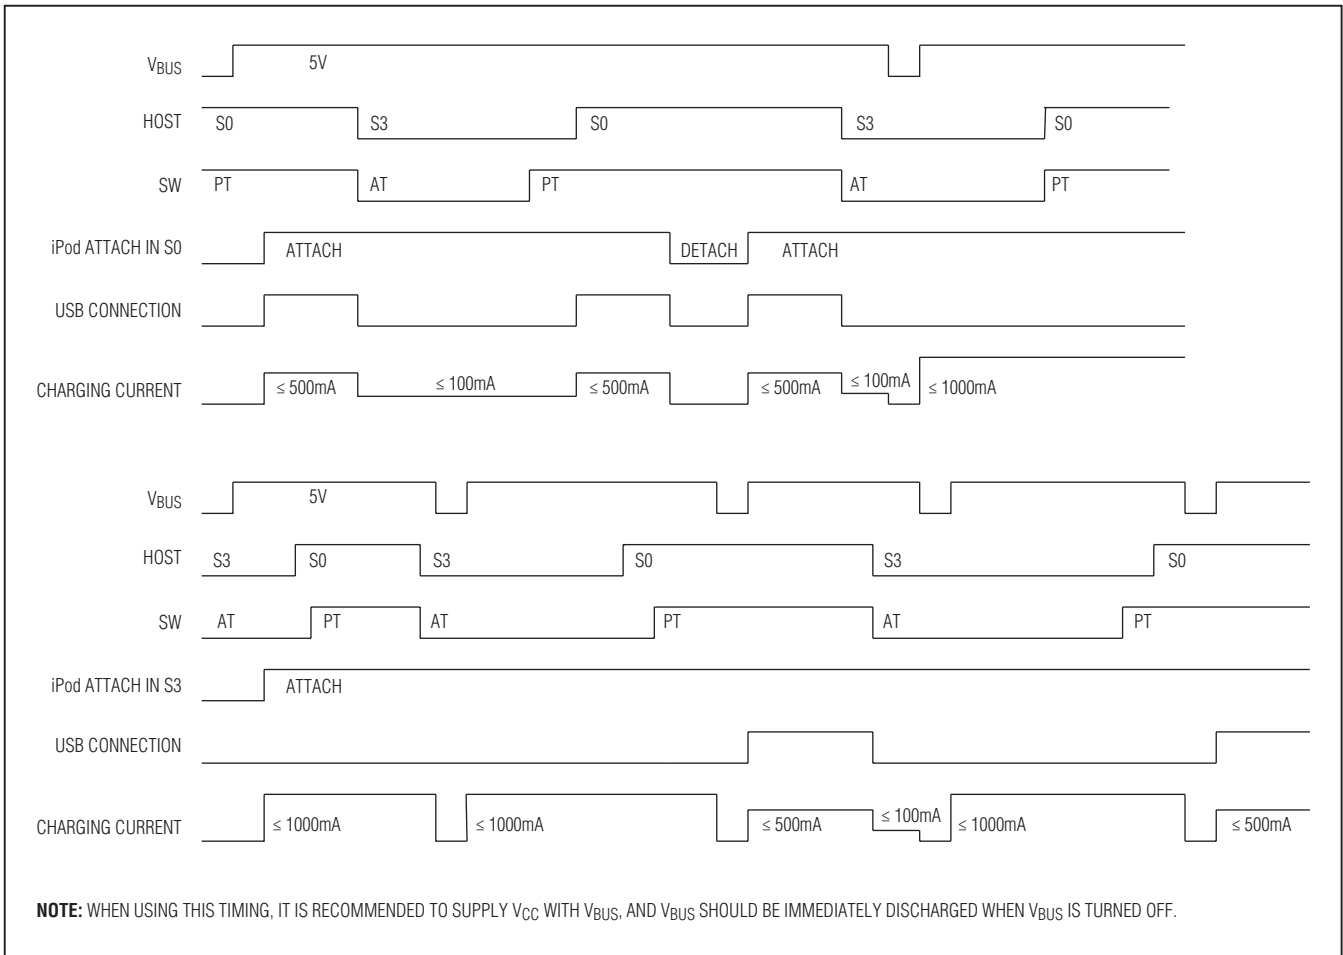 VBUS 5V
HOST S0 S3 S0 S3 S0
SW PT AT PT AT PT
iPod ATTACH IN S0 ATTACH DETACH ATTACH
USB CONNECTION
CHARGING CURRENT ≤ 500mA ≤ 100mA ≤ 500mA ≤ 500mA ≤ 100mA ≤ 1000mA
VBUS 5V
HOST S3 S0 S3 S0 S3 S0
SW AT PT AT PT AT PT
iPod ATTACH IN S3 ATTACH
USB CONNECTION
CHARGING CURRENT ≤ 1000mA ≤ 1000mA ≤ 500mA ≤ 100mA ≤ 1000mA ≤ 500mA
NOTE: WHEN USING THIS TIMING, IT IS RECOMMENDED TO SUPPLY VCC WITH VBUS, AND VBUS SHOULD BE IMMEDIATELY DISCHARGED WHEN VBUS IS TURNED OFF.